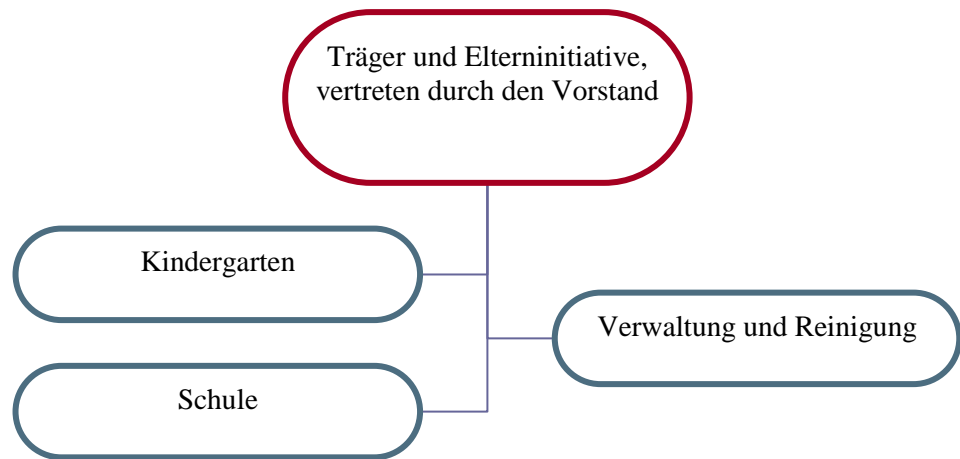 Träger und Elterninitiative,
vertreten durch den Vorstand
Kindergarten
Verwaltung und Reinigung
Schule